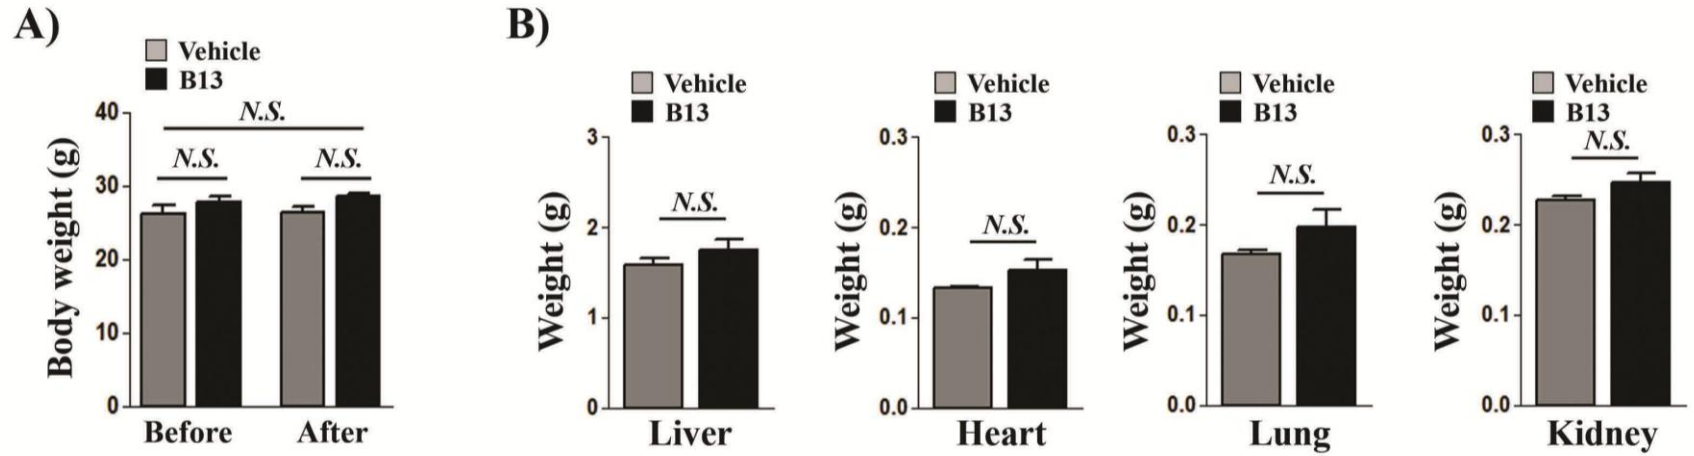 A)
Vehicle
B13
Body weight (g)
40
30
20
10
0
N.S.
N.S.
N.S.
Before
After
B)
Vehicle
B13
Weight (g)
3
2
1
0
N.S.
Liver
Vehicle
B13
Weight (g)
0.3
0.2
0.1
0.0
N.S.
Heart
Vehicle
B13
Weight (g)
0.3
0.2
0.1
0.0
N.S.
Lung
Vehicle
B13
Weight (g)
0.3
0.2
0.1
0.0
N.S.
Kidney